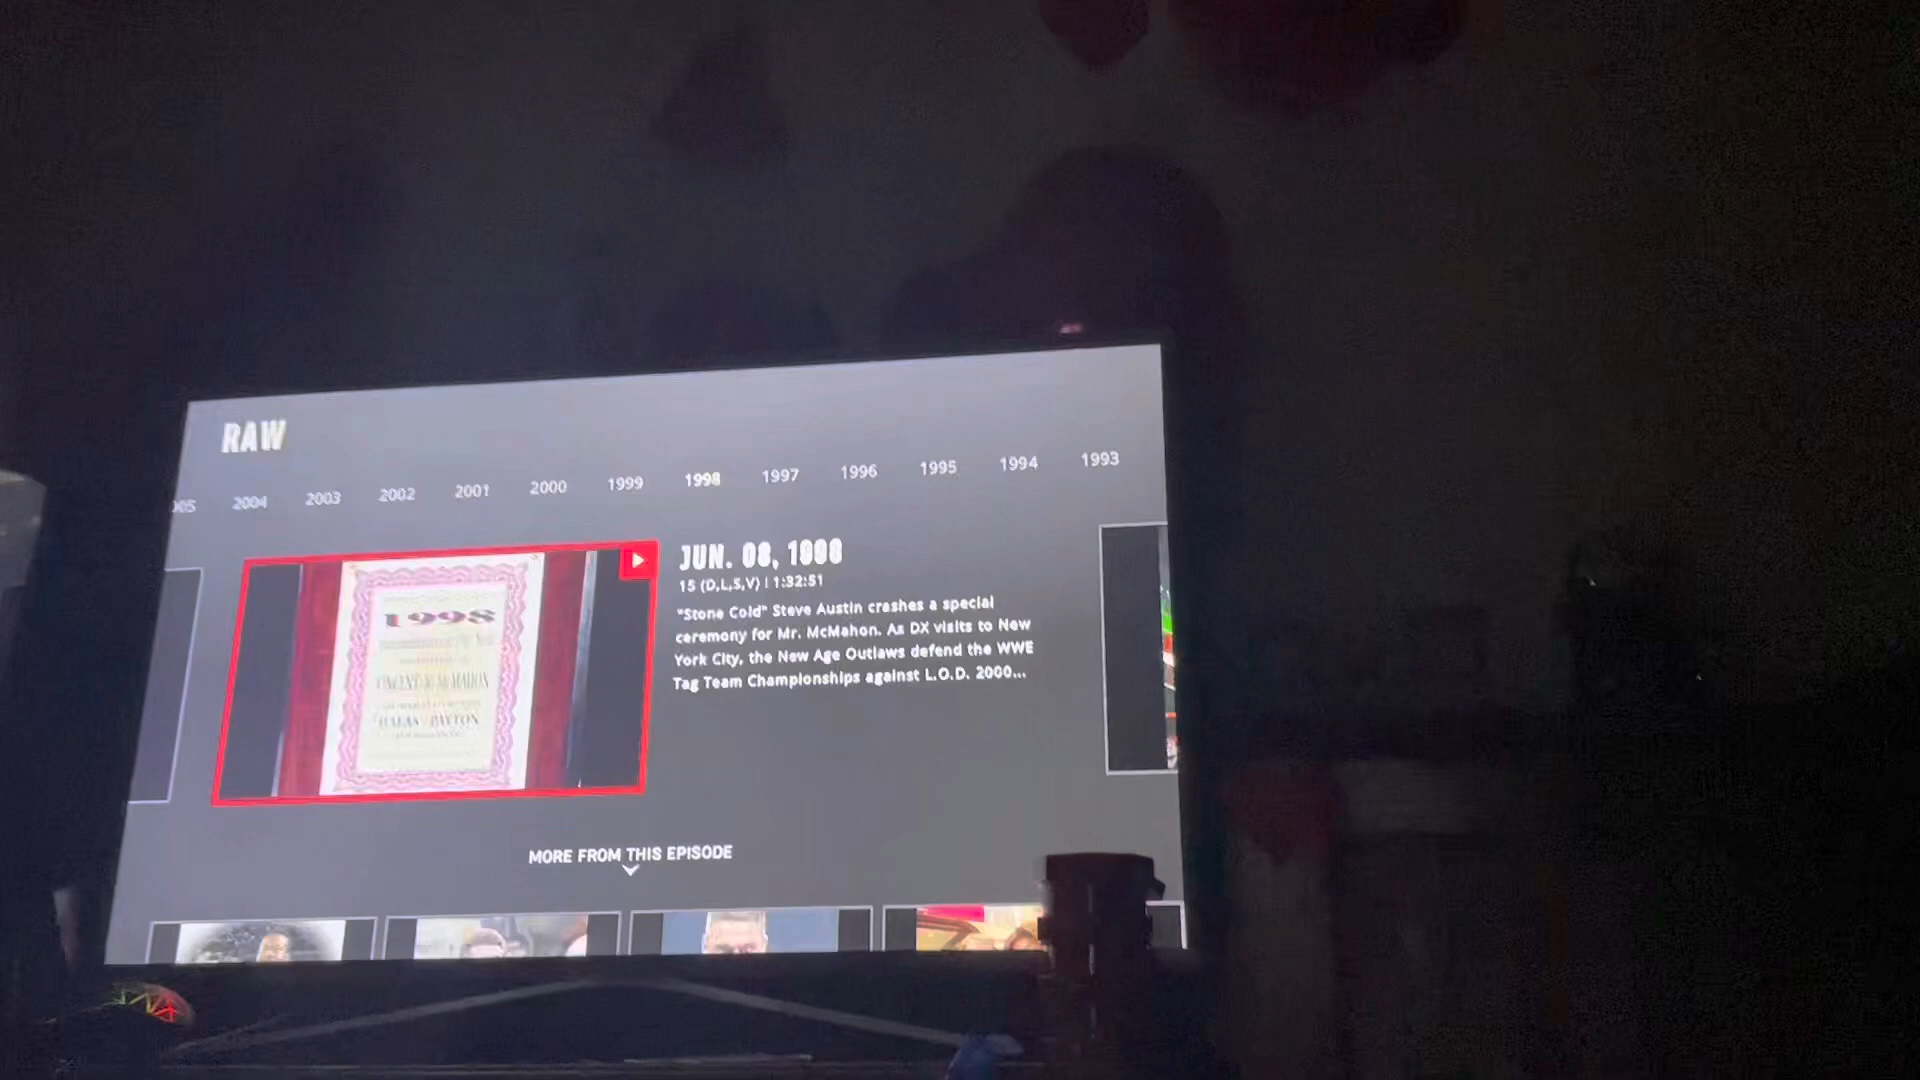 RAW
2004 2003 2002 2001 2000 1999 1998 1997 1996 1995 1994 1993
JUN. 08, 1998
15 (D,L,S,V) | 1:32:51
"Stone Cold" Steve Austin crashes a special
ceremony for Mr. McMahon. As DX visits to New
York City, the New Age Outlaws defend the WWE
Tag Team Championships against L.O.D. 2000...
1998
VINCENT K. McMAHON
MORE FROM THIS EPISODE